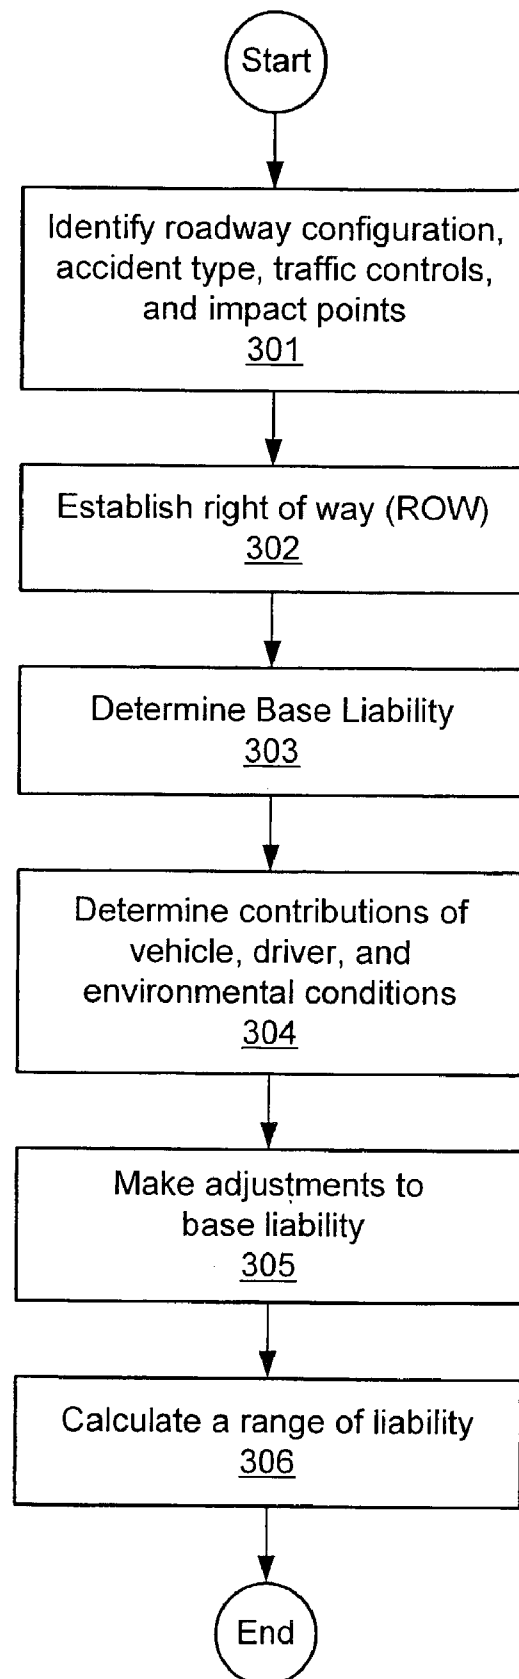 Start
Identify roadway configuration,
accident type, traffic controls,
and impact points
301
Establish right of way (ROW)
302
Determine Base Liability
303
Determine contributions of
vehicle, driver, and
environmental conditions
304
Make adjustments to
base liability
305
Calculate a range of liability
306
End